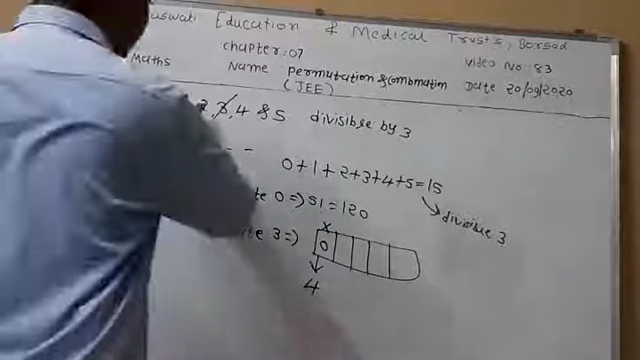 Education & Medical Trust's, Borsad
chapter: 07
Video No: 83
Maths
Name Permutation & Combination
(JEE)
Date 20/09/2020
2, 3, 4 & 5 divisible by 3
- -
0+1+2+3+4+5=15
divisible 3
0 => 5! = 120
3 =>)
x
0
4